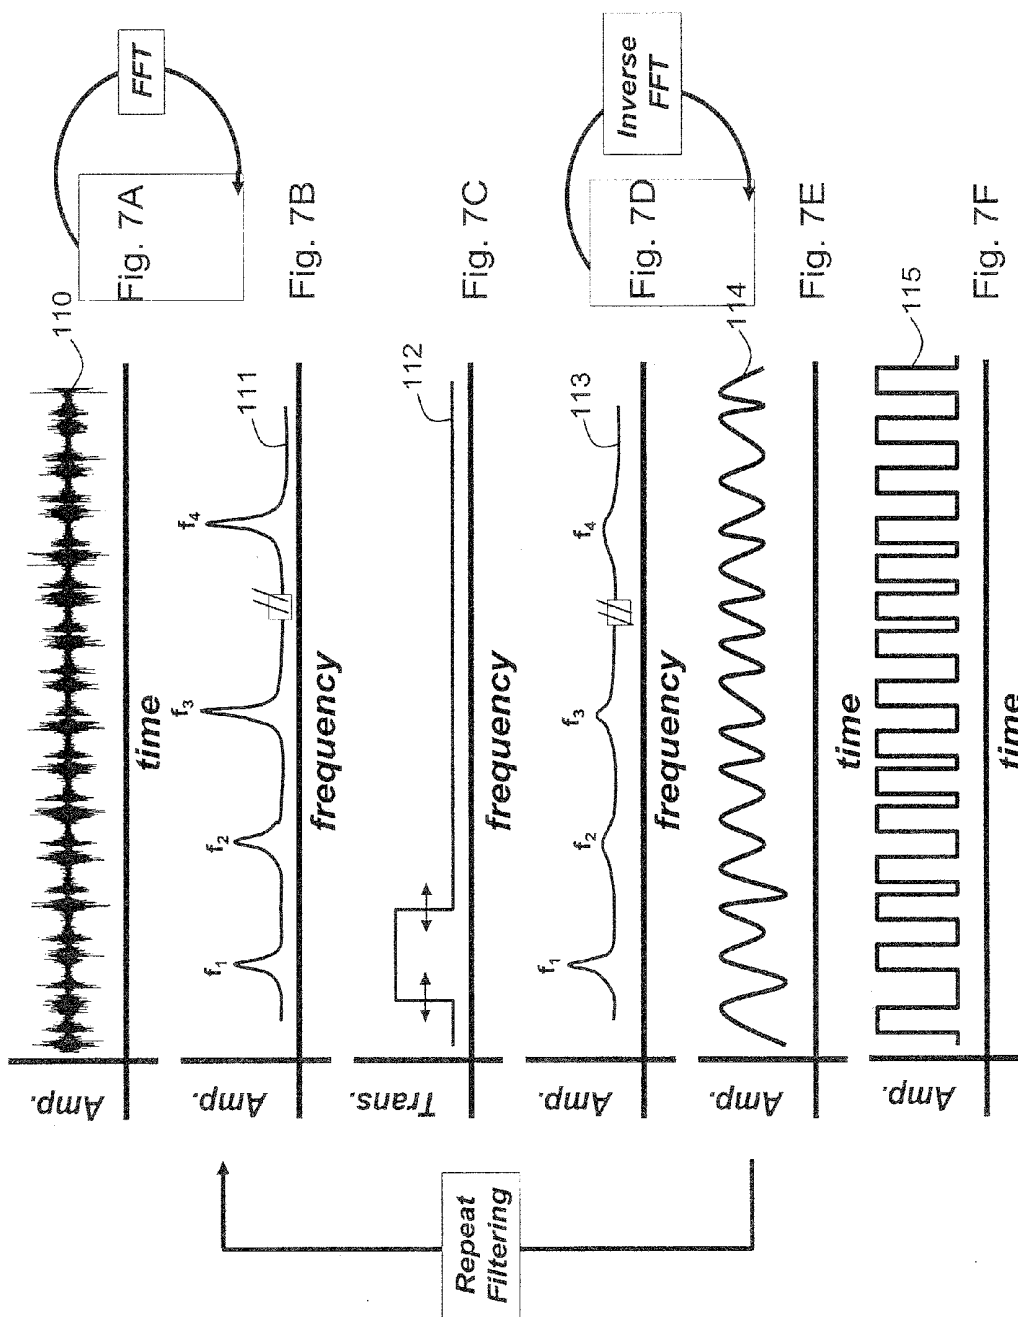 Amp.
110
time
Fig. 7A
FFT
Amp.
f1
f2
f3
f4
111
frequency
Fig. 7B
Trans.
112
frequency
Fig. 7C
Amp.
f1
f2
f3
f4
113
frequency
Fig. 7D
Inverse
FFT
Amp.
114
time
Fig. 7E
Amp.
115
time
Fig. 7F
Repeat
Filtering